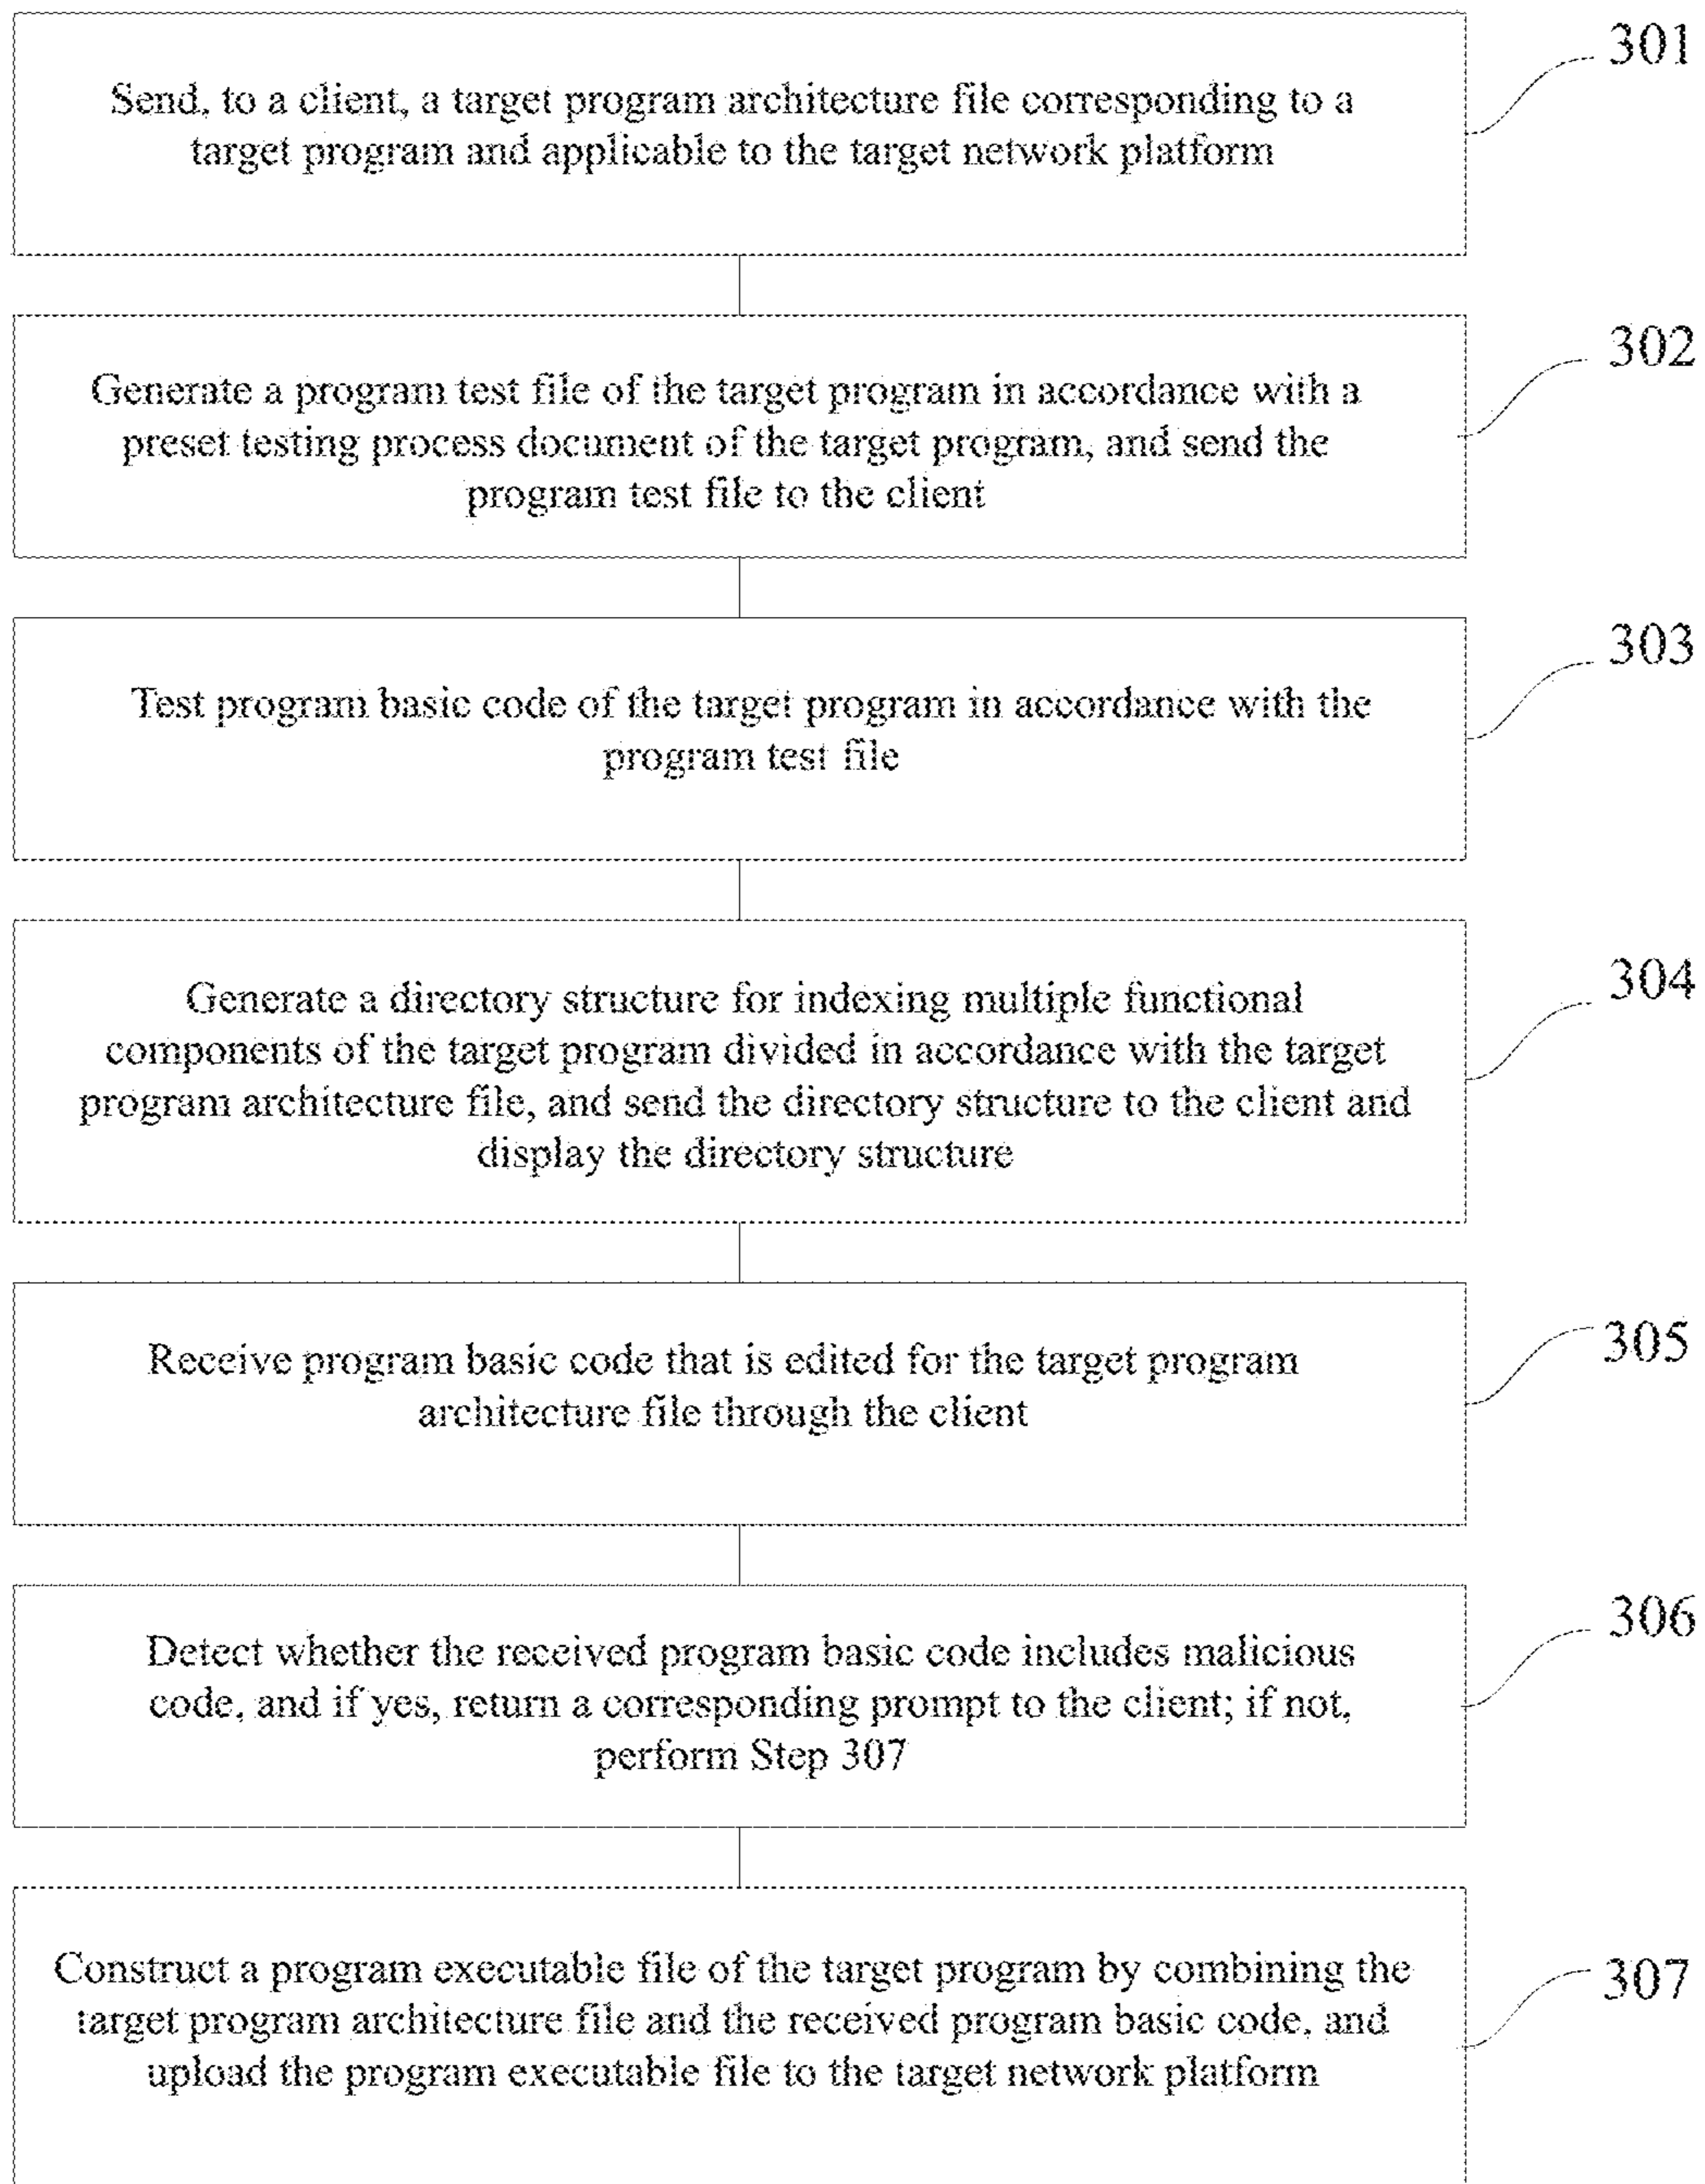 301
Send, to a client, a target program architecture file corresponding to a
target program and applicable to the target network platform
302
Generate a program test file of the target program in accordance with a
preset testing process document of the target program, and send the
program test file to the client
303
Test program basic code of the target program in accordance with the
program test file
304
Generate a directory structure for indexing multiple functional
components of the target program divided in accordance with the target
program architecture file, and send the directory structure to the client and
display the directory structure
305
Receive program basic code that is edited for the target program
architecture file through the client
306
Detect whether the received program basic code includes malicious
code, and if yes, return a corresponding prompt to the client; if not,
perform Step 307
307
Construct a program executable file of the target program by combining the
target program architecture file and the received program basic code, and
upload the program executable file to the target network platform